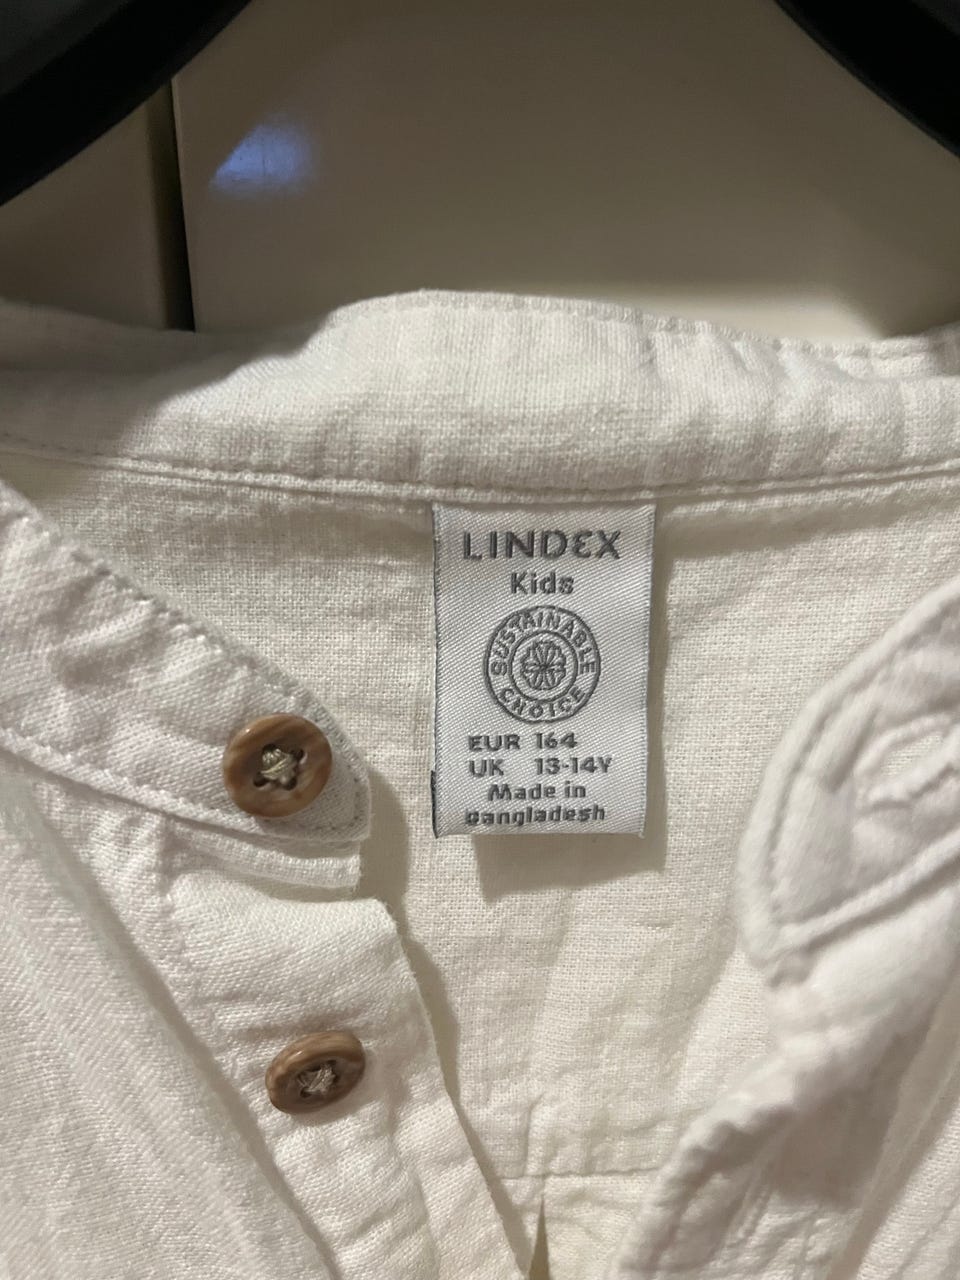 LINDEX
Kids
SUSTAINABLE
CHOICE
EUR 164
UK 13-14Y
Made in
Bangladesh